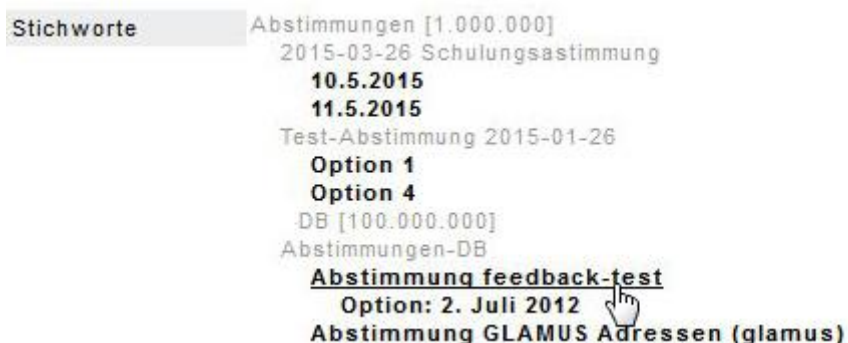 Stichworte
Abstimmungen [1.000.000]
2015-03-26 Schulungsastimmung
10.5.2015
11.5.2015
Test-Abstimmung 2015-01-26
Option 1
Option 4
DB [100.000.000]
Abstimmungen-DB
Abstimmung feedback-test
Option: 2. Juli 2012
Abstimmung GLAMUS Adressen (glamus)